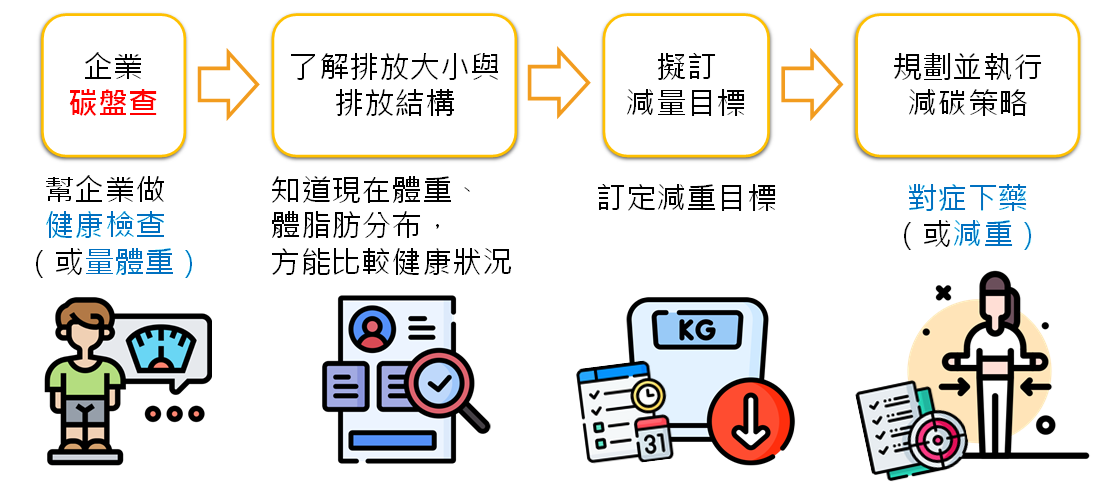 企業
碳盤查
了解排放大小與
排放結構
擬訂
減量目標
規劃並執行
減碳策略
幫企業做
健康檢查
（或量體重）
知道現在體重、
體脂肪分布，
方能比較健康狀況
訂定減重目標
對症下藥
（或減重）
KG
31